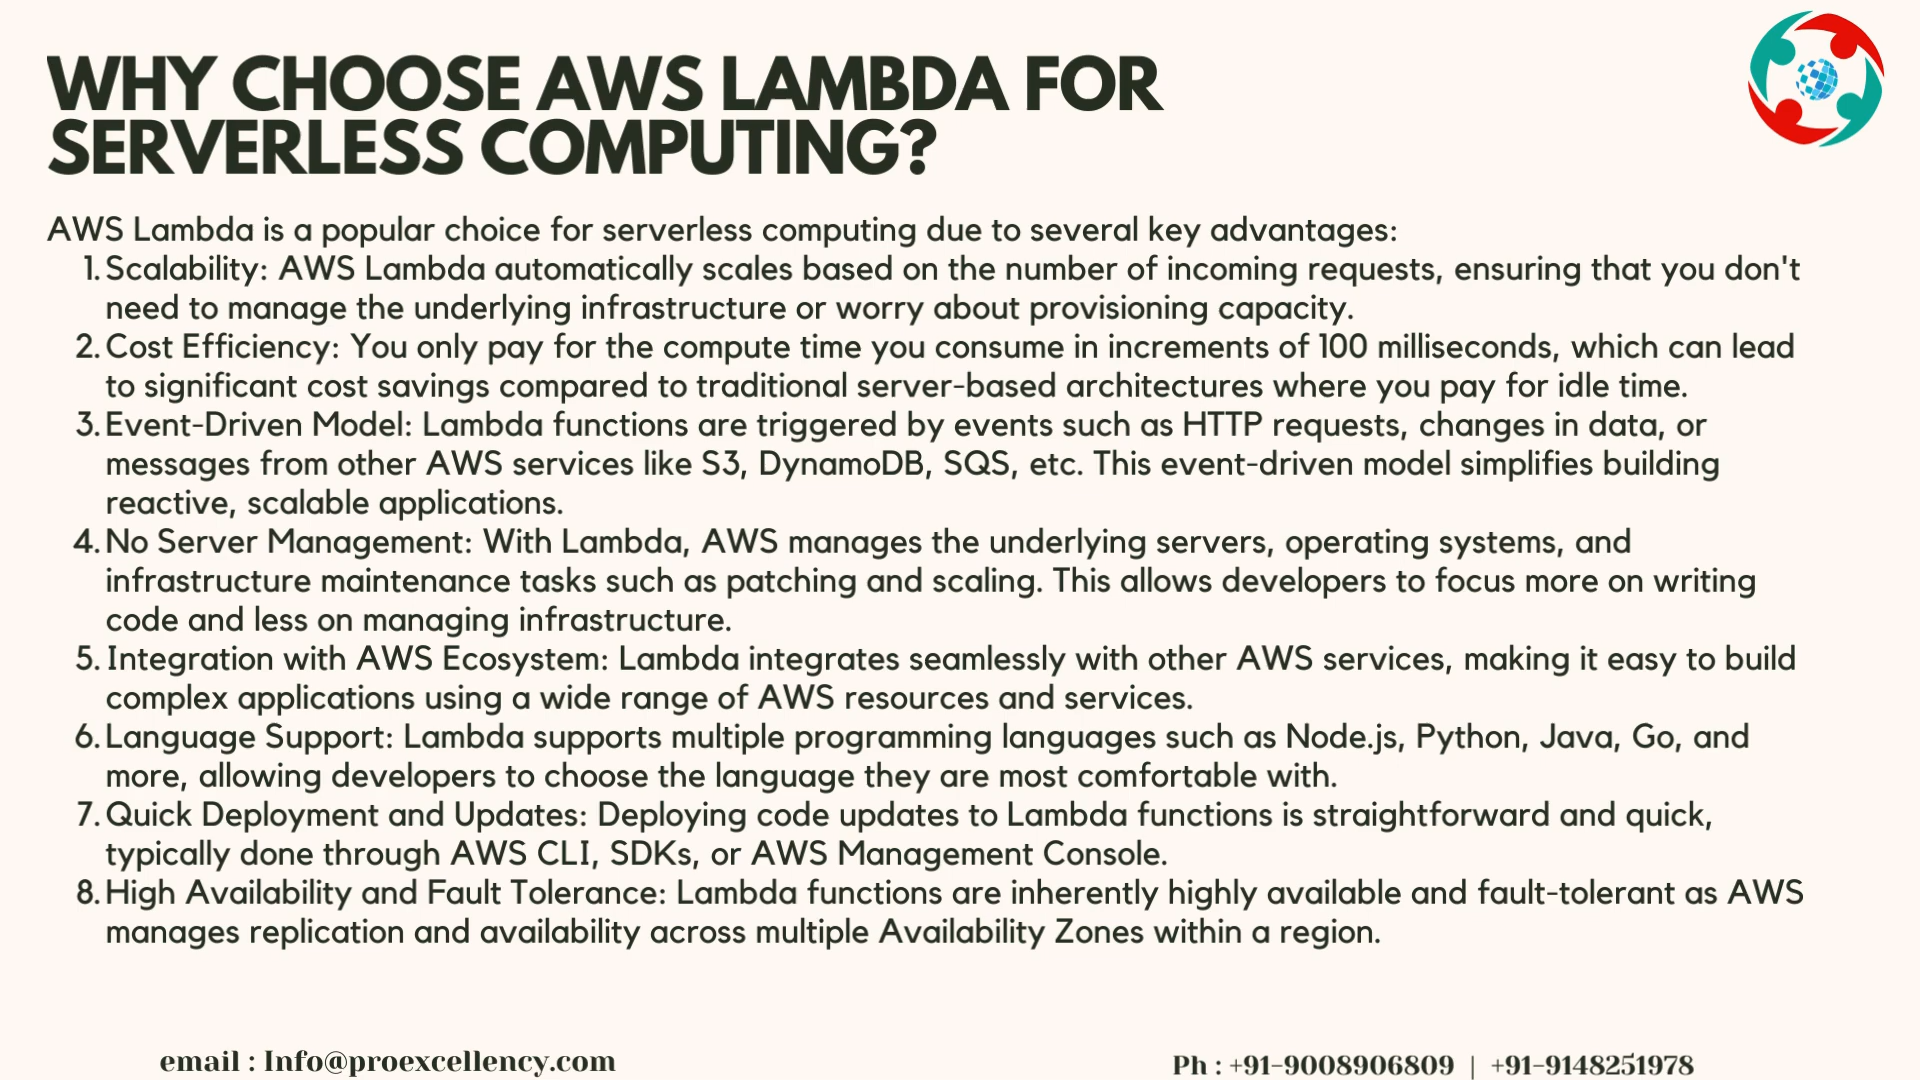 WHY CHOOSE AWS LAMBDA FOR
SERVERLESS COMPUTING?
AWS Lambda is a popular choice for serverless computing due to several key advantages:
1. Scalability: AWS Lambda automatically scales based on the number of incoming requests, ensuring that you don't
need to manage the underlying infrastructure or worry about provisioning capacity.
2. Cost Efficiency: You only pay for the compute time you consume in increments of 100 milliseconds, which can lead
to significant cost savings compared to traditional server-based architectures where you pay for idle time.
3. Event-Driven Model: Lambda functions are triggered by events such as HTTP requests, changes in data, or
messages from other AWS services like S3, DynamoDB, SQS, etc. This event-driven model simplifies building
reactive, scalable applications.
4. No Server Management: With Lambda, AWS manages the underlying servers, operating systems, and
infrastructure maintenance tasks such as patching and scaling. This allows developers to focus more on writing
code and less on managing infrastructure.
5. Integration with AWS Ecosystem: Lambda integrates seamlessly with other AWS services, making it easy to build
complex applications using a wide range of AWS resources and services.
6. Language Support: Lambda supports multiple programming languages such as Node.js, Python, Java, Go, and
more, allowing developers to choose the language they are most comfortable with.
7. Quick Deployment and Updates: Deploying code updates to Lambda functions is straightforward and quick,
typically done through AWS CLI, SDKs, or AWS Management Console.
8. High Availability and Fault Tolerance: Lambda functions are inherently highly available and fault-tolerant as AWS
manages replication and availability across multiple Availability Zones within a region.
email : Info@proexcellency.com
Ph : +91-9008906809 | +91-9148251978